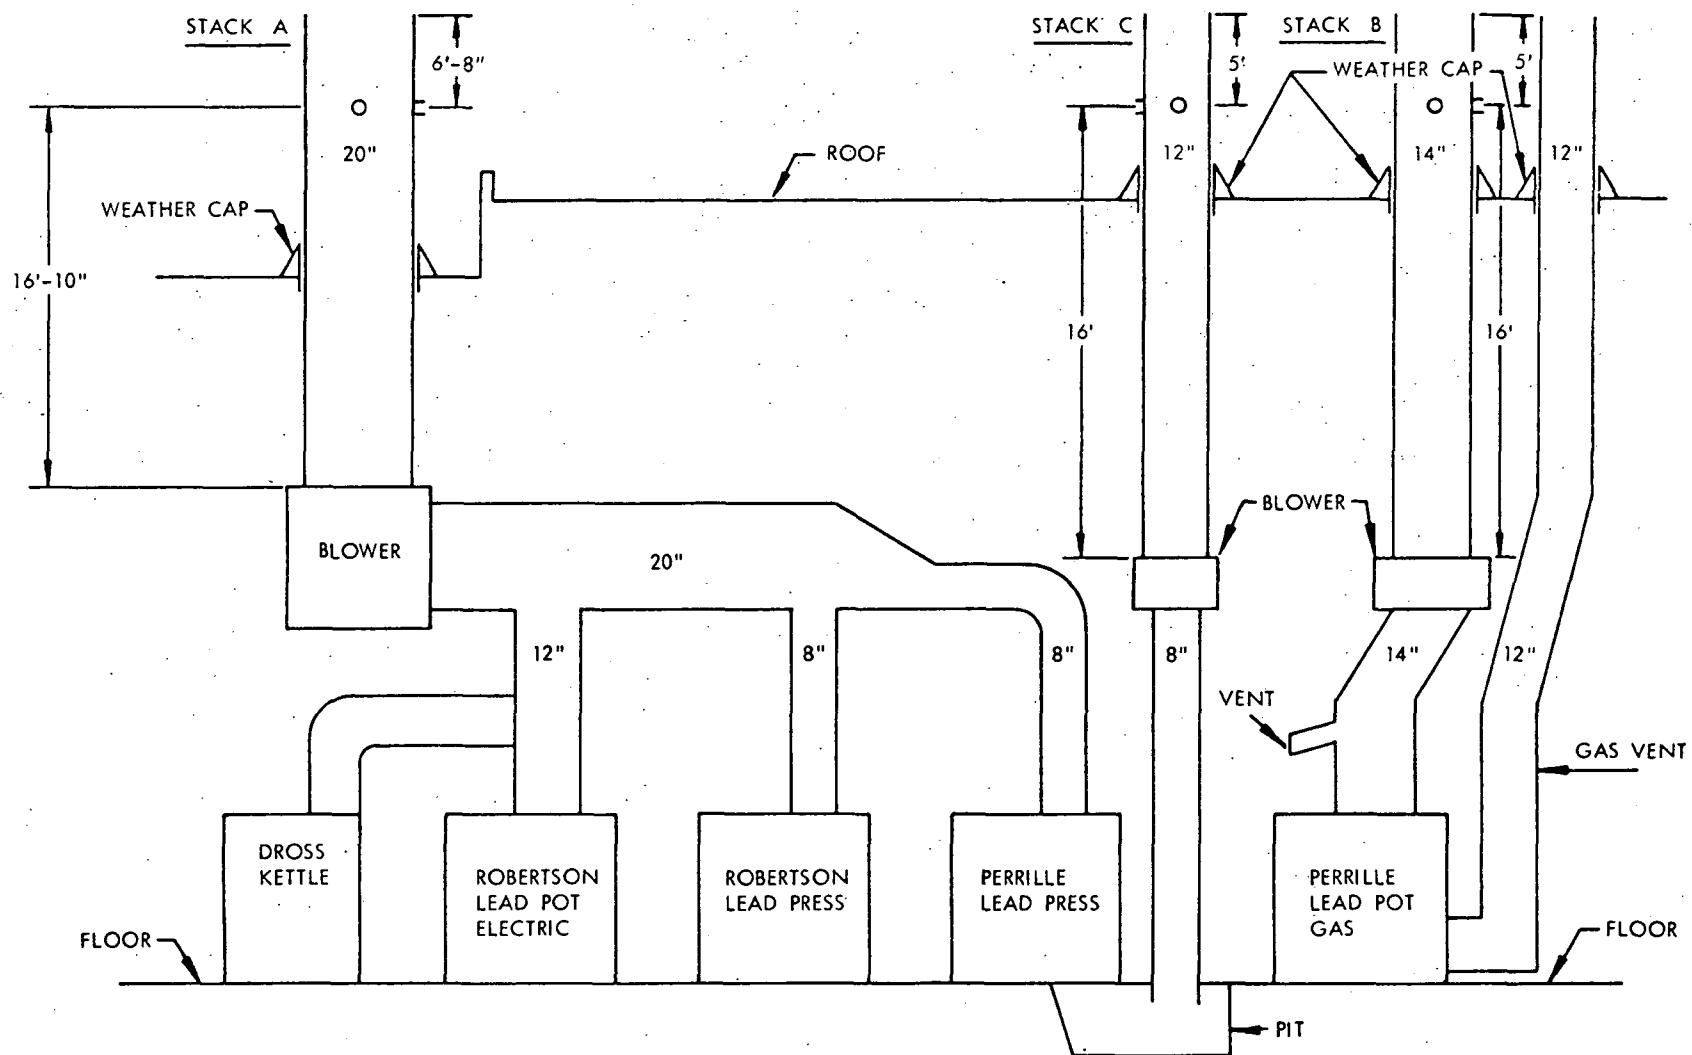 STACK A
STACK C
STACK B
6'-8"
5'
WEATHER CAP
5'
20"
ROOF
12"
14"
12"
WEATHER CAP
16'-10"
16'
16'
BLOWER
BLOWER
20"
12"
8"
8"
8"
14"
12"
VENT
GAS VENT
DROSS
KETTLE
ROBERTSON
LEAD POT
ELECTRIC
ROBERTSON
LEAD PRESS
PERRILLE
LEAD PRESS
PERRILLE
LEAD POT
GAS
FLOOR
FLOOR
PIT